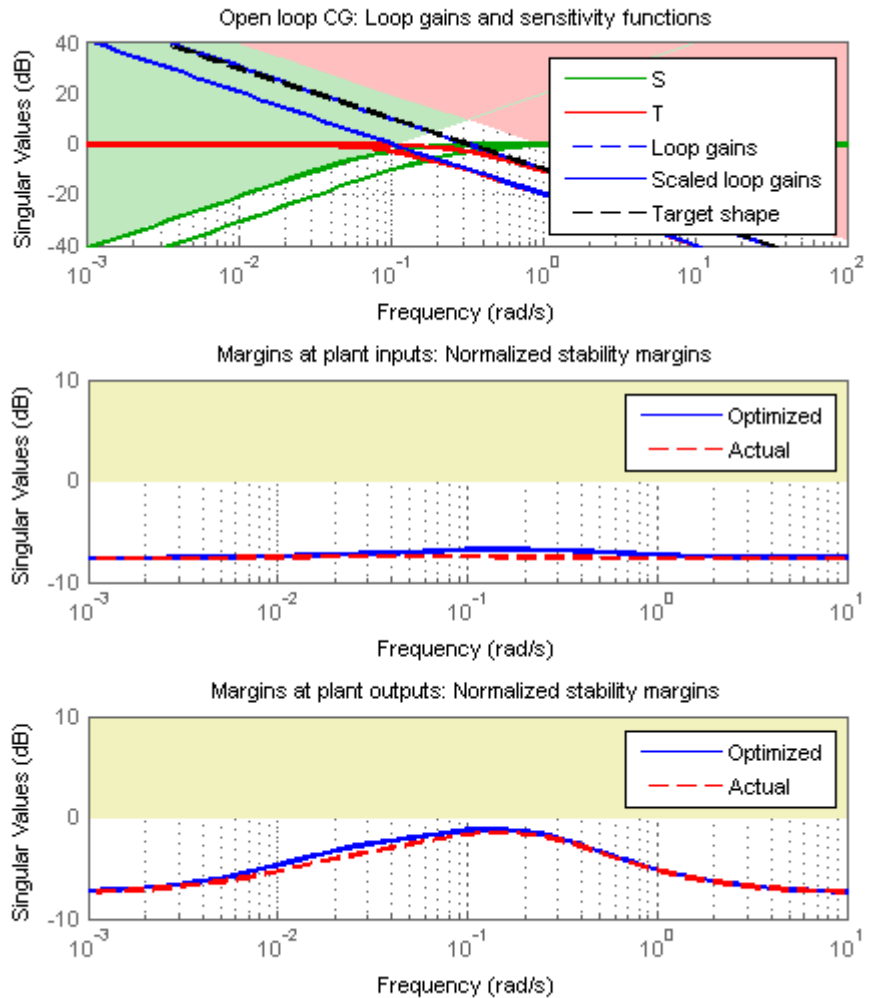 Open loop CG: Loop gains and sensitivity functions
Singular Values (dB)
40
20
0
-20
-40
S
T
Loop gains
Scaled loop gains
Target shape
10^-3 10^-2 10^-1 10^0 10^1 10^2
Frequency (rad/s)
Margins at plant inputs: Normalized stability margins
Singular Values (dB)
10
0
-10
Optimized
Actual
10^-3 10^-2 10^-1 10^0 10^1
Frequency (rad/s)
Margins at plant outputs: Normalized stability margins
Singular Values (dB)
10
0
-10
Optimized
Actual
10^-3 10^-2 10^-1 10^0 10^1
Frequency (rad/s)